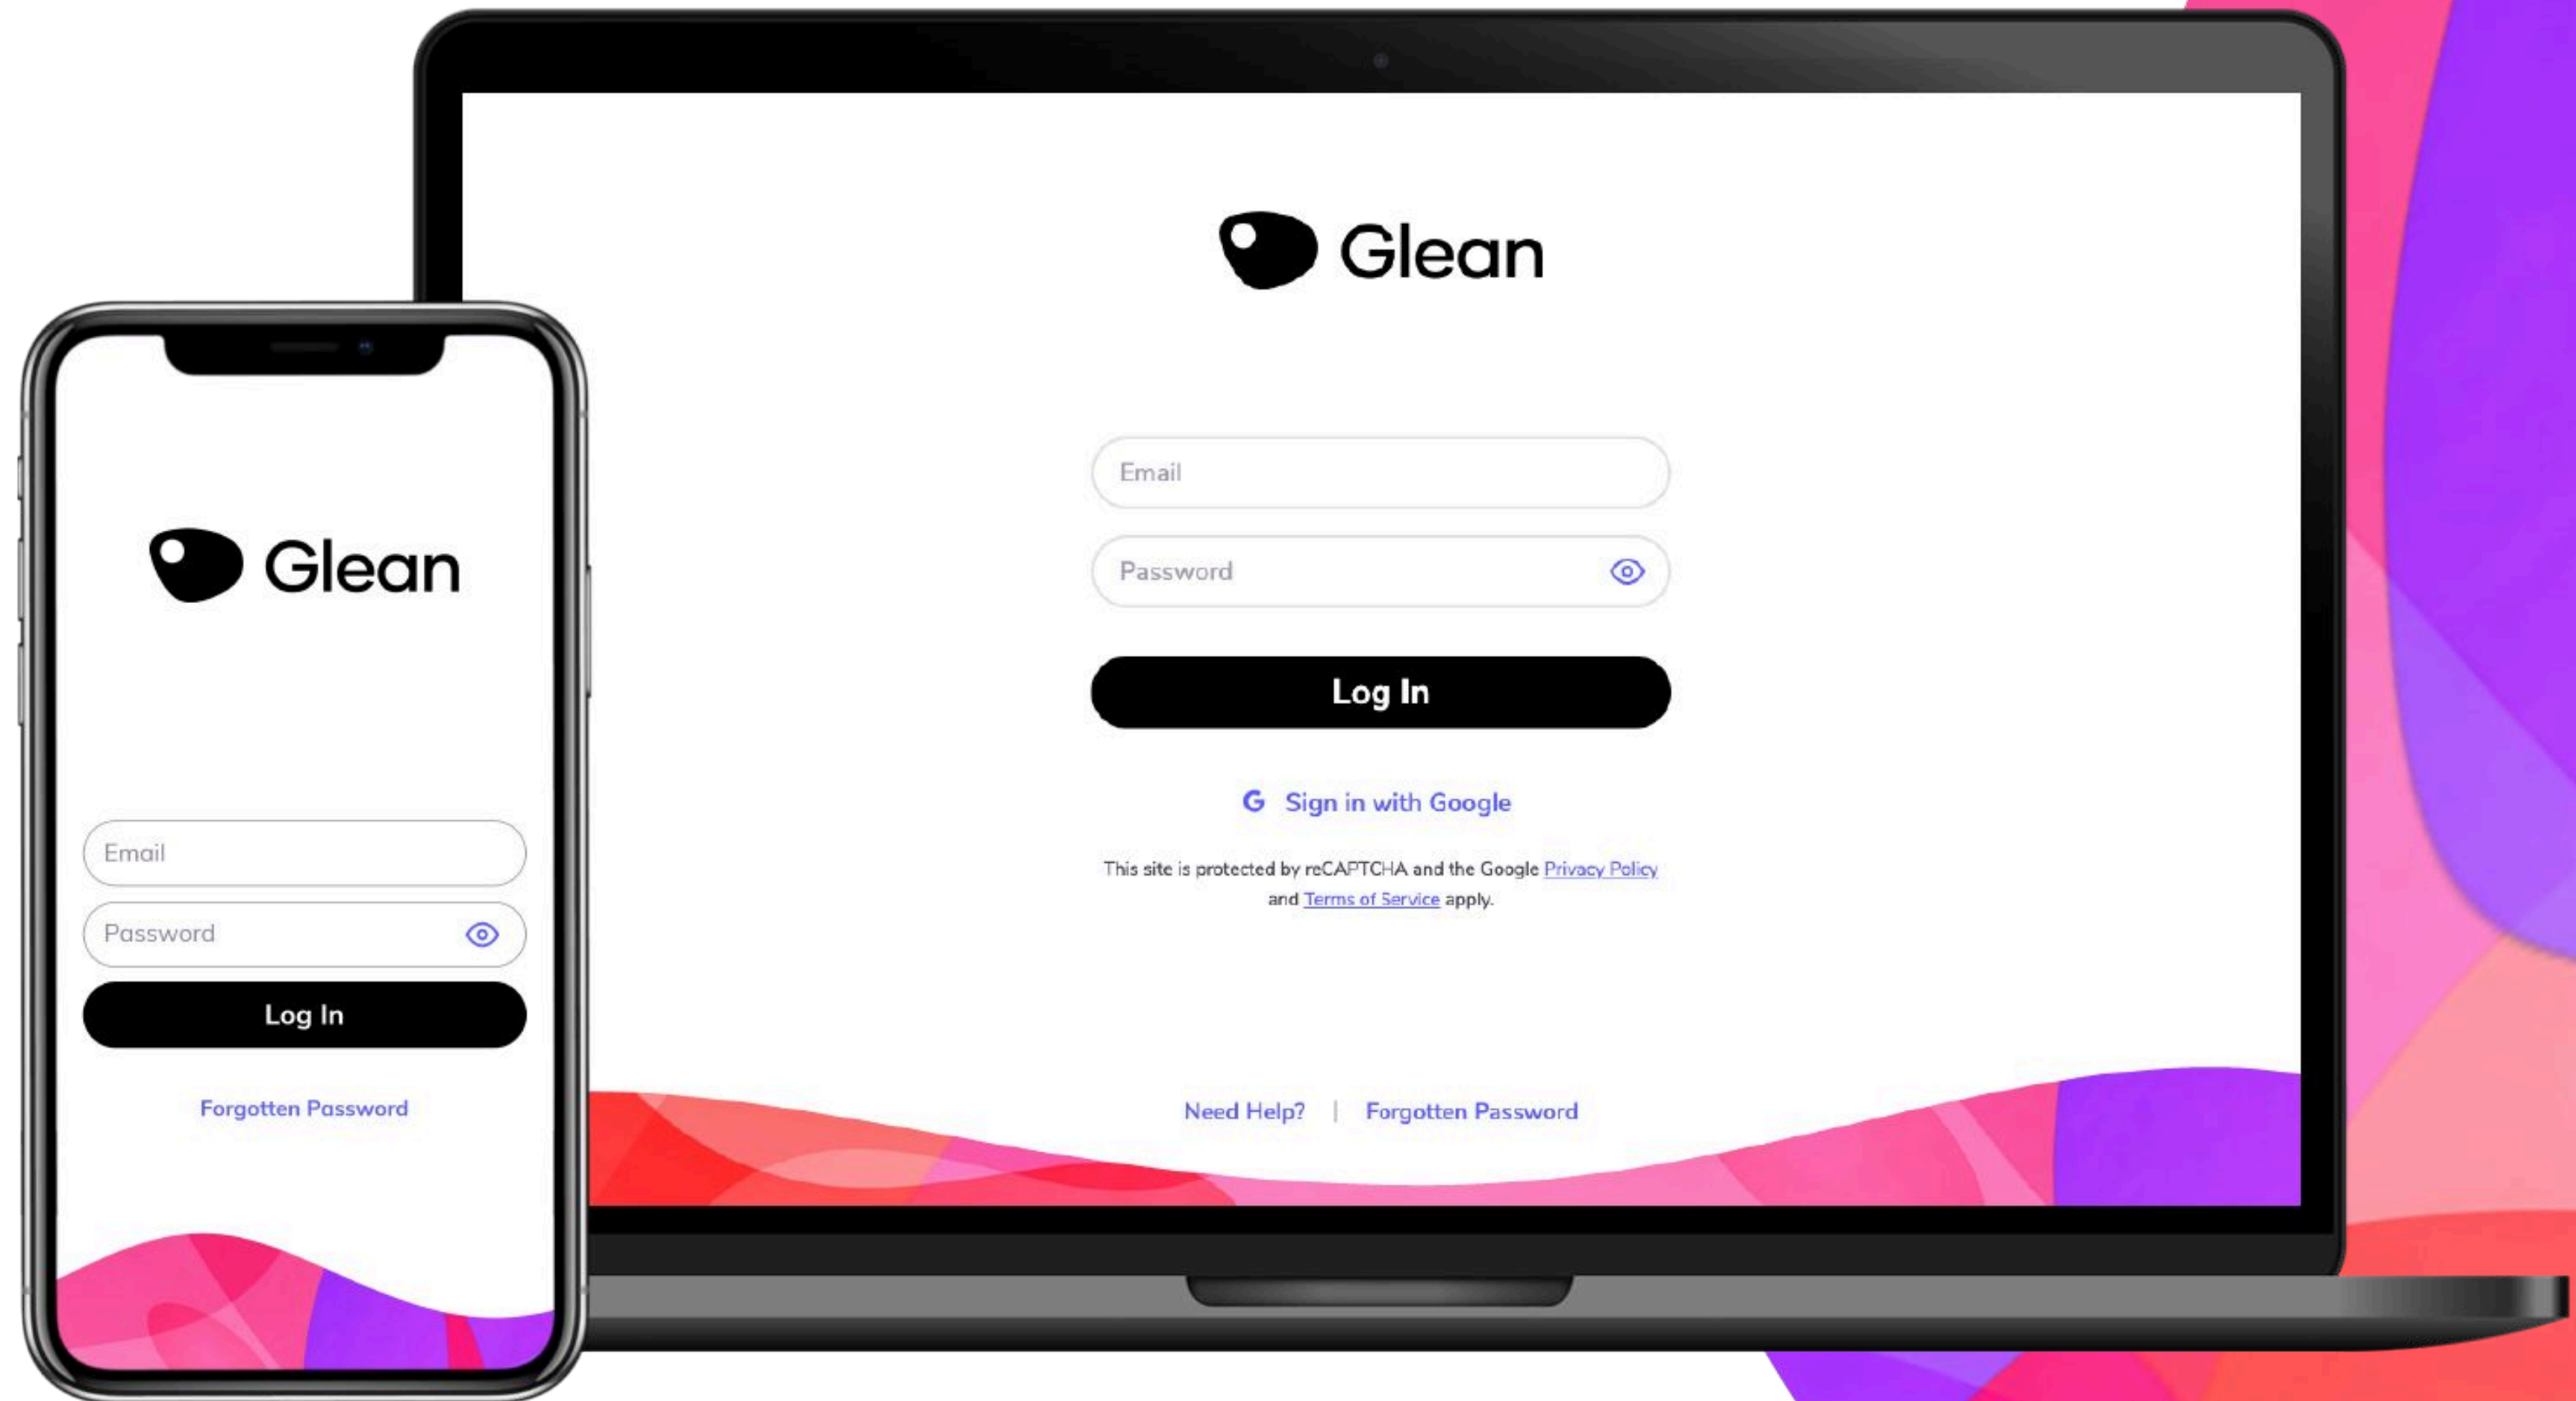 Glean
Email
Password
Log In
Forgotten Password
Glean
Email
Password
Log In
G Sign in with Google
This site is protected by reCAPTCHA and the Google Privacy Policy
and Terms of Service apply.
Need Help? | Forgotten Password